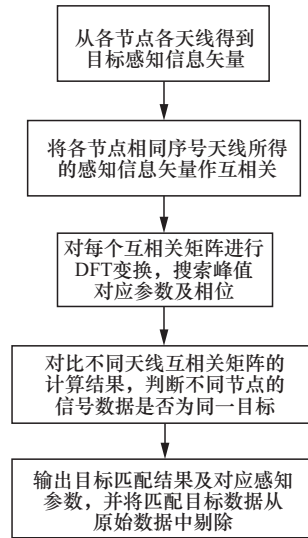 从各节点各天线得到
目标感知信息矢量
将各节点相同序号天线所得
的感知信息矢量作互相关
对每个互相关矩阵进行
DFT变换，搜索峰值
对应参数及相位
对比不同天线互相关矩阵的
计算结果，判断不同节点的
信号数据是否为同一目标
输出目标匹配结果及对应感知
参数，并将匹配目标数据从
原始数据中剔除